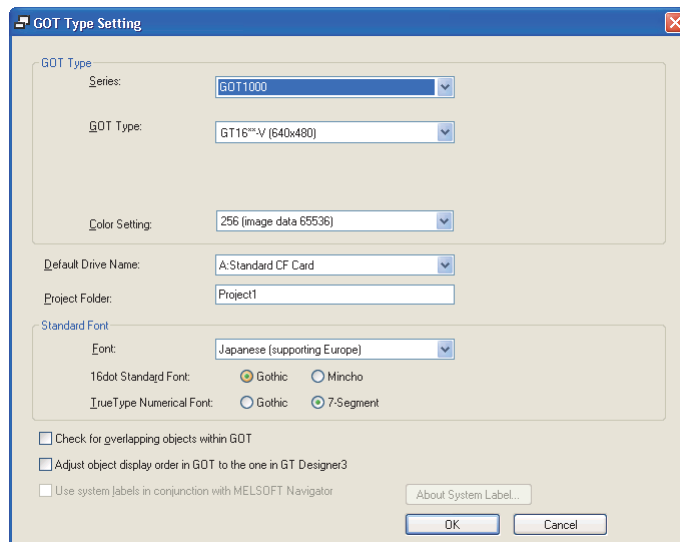 GOT Type Setting
GOT Type
Series: GOT1000
GOT Type: GT16**-V (640x480)
Color Setting: 256 (image data 65536)
Default Drive Name: A:Standard CF Card
Project Folder: Project1
Standard Font
Font: Japanese (supporting Europe)
16dot Standard Font: Gothic Mincho
TrueType Numerical Font: Gothic 7-Segment
Check for overlapping objects within GOT
Adjust object display order in GOT to the one in GT Designer3
Use system labels in conjunction with MELSOFT Navigator About System Label...
OK Cancel